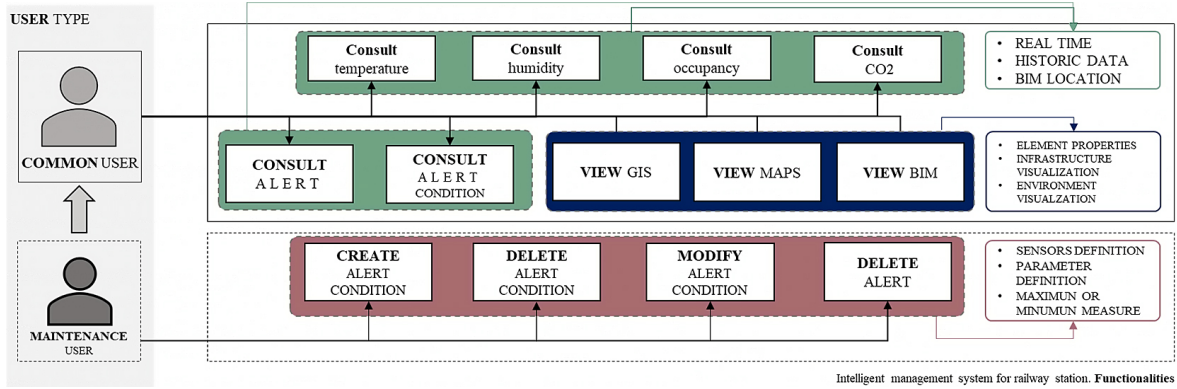 USER TYPE
COMMON USER
MAINTENANCE
USER
Consult
temperature
Consult
humidity
Consult
occupancy
Consult
CO2
• REAL TIME
• HISTORIC DATA
• BIM LOCATION
CONSULT
ALERT
CONSULT
ALERT
CONDITION
VIEW GIS
VIEW MAPS
VIEW BIM
• ELEMENT PROPERTIES
• INFRASTRUCTURE
VISUALIZATION
• ENVIRONMENT
VISUALZATION
CREATE
ALERT
CONDITION
DELETE
ALERT
CONDITION
MODIFY
ALERT
CONDITION
DELETE
ALERT
• SENSORS DEFINITION
• PARAMETER
DEFINITION
• MAXIMUN OR
MINUMUN MEASURE
Intelligent management system for railway station. Functionalities